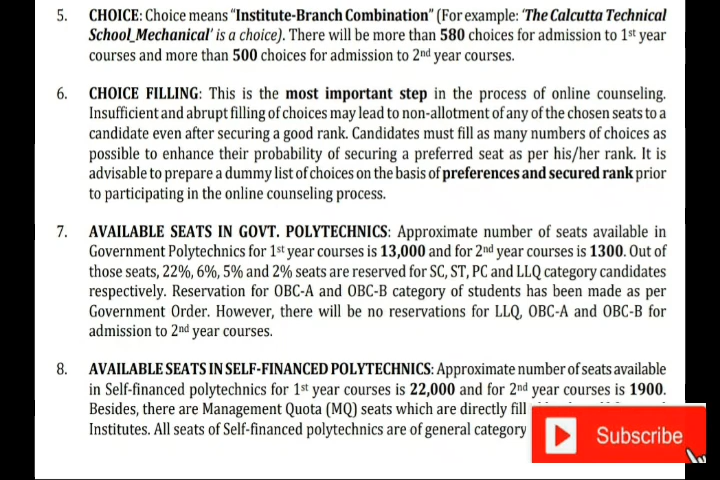 5. CHOICE: Choice means "Institute-Branch Combination" (For example: 'The Calcutta Technical
School_Mechanical' is a choice). There will be more than 580 choices for admission to 1st year
courses and more than 500 choices for admission to 2nd year courses.
6. CHOICE FILLING: This is the most important step in the process of online counseling.
Insufficient and abrupt filling of choices may lead to non-allotment of any of the chosen seats to a
candidate even after securing a good rank. Candidates must fill as many numbers of choices as
possible to enhance their probability of securing a preferred seat as per his/her rank. It is
advisable to prepare a dummy list of choices on the basis of preferences and secured rank prior
to participating in the online counseling process.
7. AVAILABLE SEATS IN GOVT. POLYTECHNICS: Approximate number of seats available in
Government Polytechnics for 1st year courses is 13,000 and for 2nd year courses is 1300. Out of
those seats, 22%, 6%, 5% and 2% seats are reserved for SC, ST, PC and LLQ category candidates
respectively. Reservation for OBC-A and OBC-B category of students has been made as per
Government Order. However, there will be no reservations for LLQ, OBC-A and OBC-B for
admission to 2nd year courses.
8. AVAILABLE SEATS IN SELF-FINANCED POLYTECHNICS: Approximate number of seats available
in Self-financed polytechnics for 1st year courses is 22,000 and for 2nd year courses is 1900.
Besides, there are Management Quota (MQ) seats which are directly fill
Institutes. All seats of Self-financed polytechnics are of general category
Subscribe